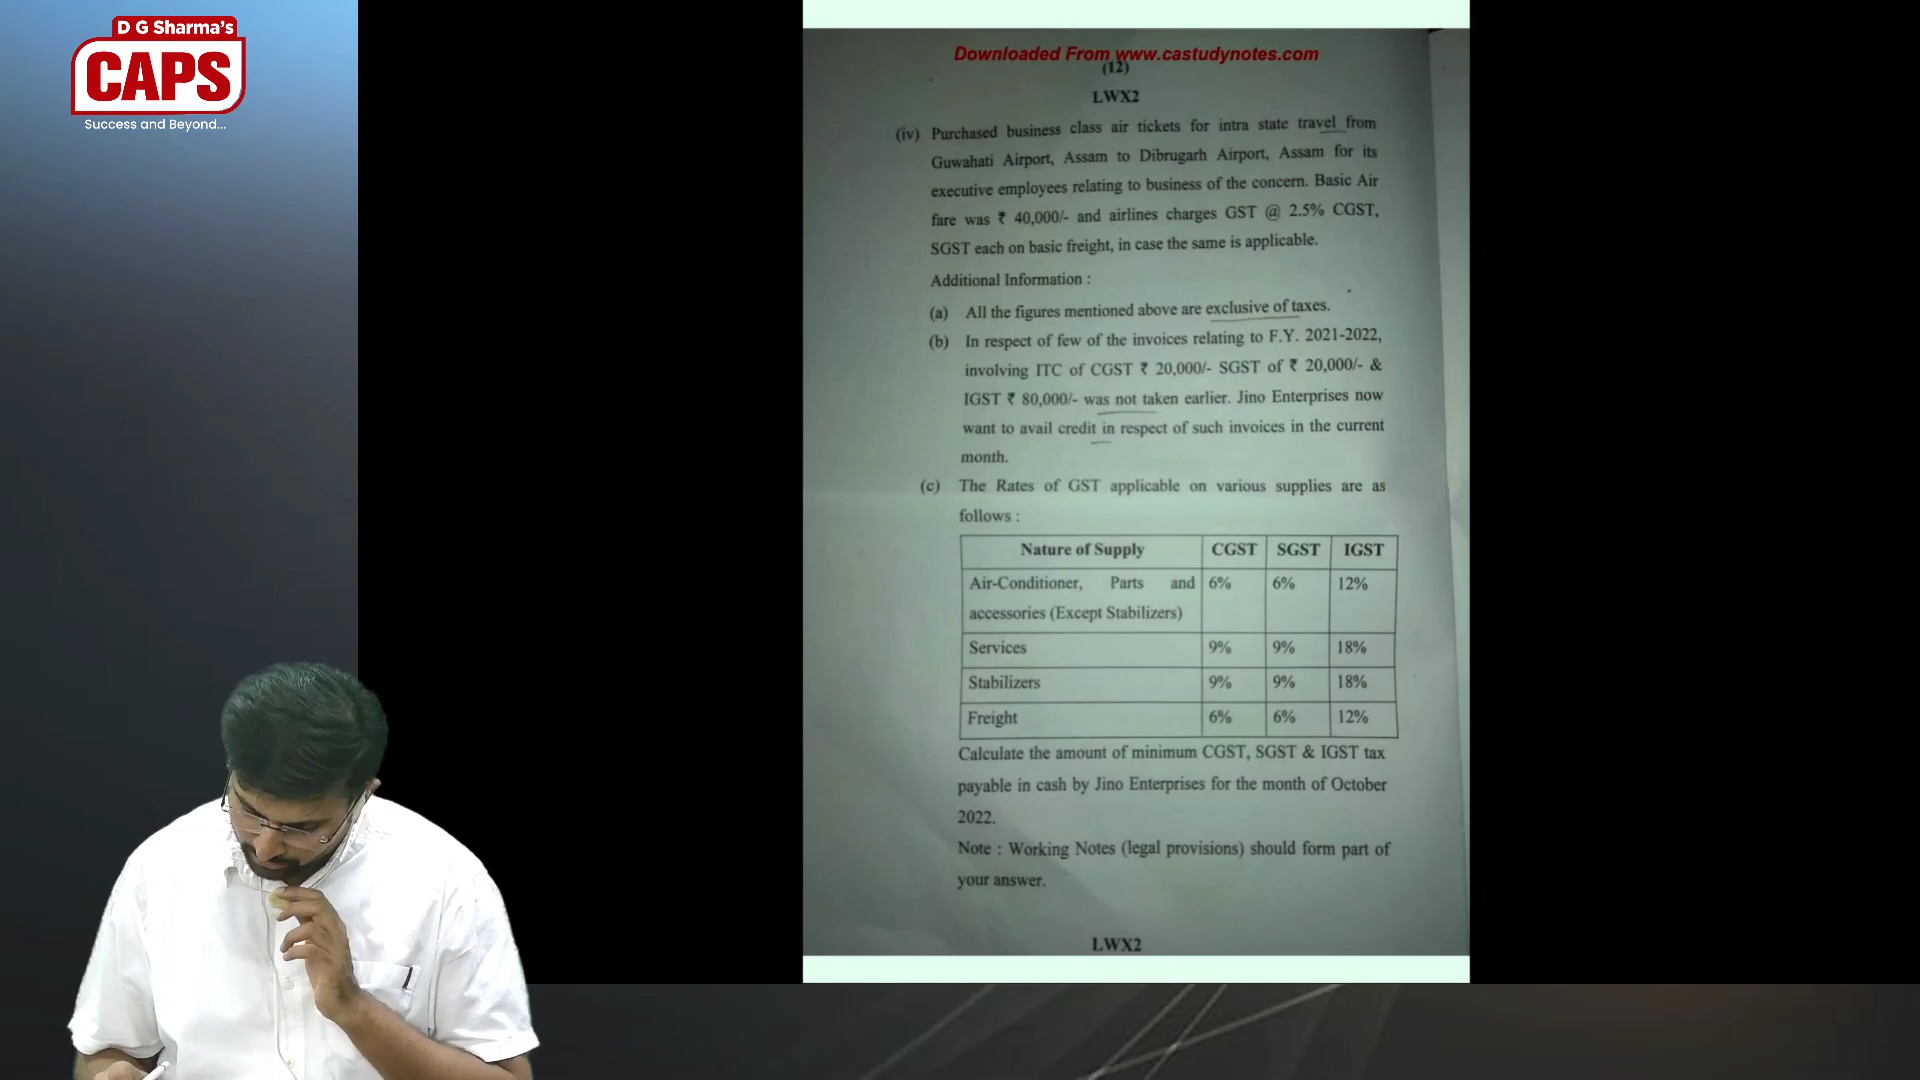 D G Sharma's
CAPS
Success and Beyond...
Downloaded From www.castudynotes.com
(12)
LWX2
(iv) Purchased business class air tickets for intra state travel from
Guwahati Airport, Assam to Dibrugarh Airport, Assam for its
executive employees relating to business of the concern. Basic Air
fare was ₹ 40,000/- and airlines charges GST @ 2.5% CGST,
SGST each on basic freight, in case the same is applicable.
Additional Information :
(a) All the figures mentioned above are exclusive of taxes.
(b) In respect of few of the invoices relating to F.Y. 2021-2022,
involving ITC of CGST ₹ 20,000/- SGST of ₹ 20,000/- &
IGST ₹ 80,000/- was not taken earlier. Jino Enterprises now
want to avail credit in respect of such invoices in the current
month.
(c) The Rates of GST applicable on various supplies are as
follows :
Nature of Supply CGST SGST IGST
Air-Conditioner, Parts and 6% 6% 12%
accessories (Except Stabilizers)
Services 9% 9% 18%
Stabilizers 9% 9% 18%
Freight 6% 6% 12%
Calculate the amount of minimum CGST, SGST & IGST tax
payable in cash by Jino Enterprises for the month of October
2022.
Note : Working Notes (legal provisions) should form part of
your answer.
LWX2